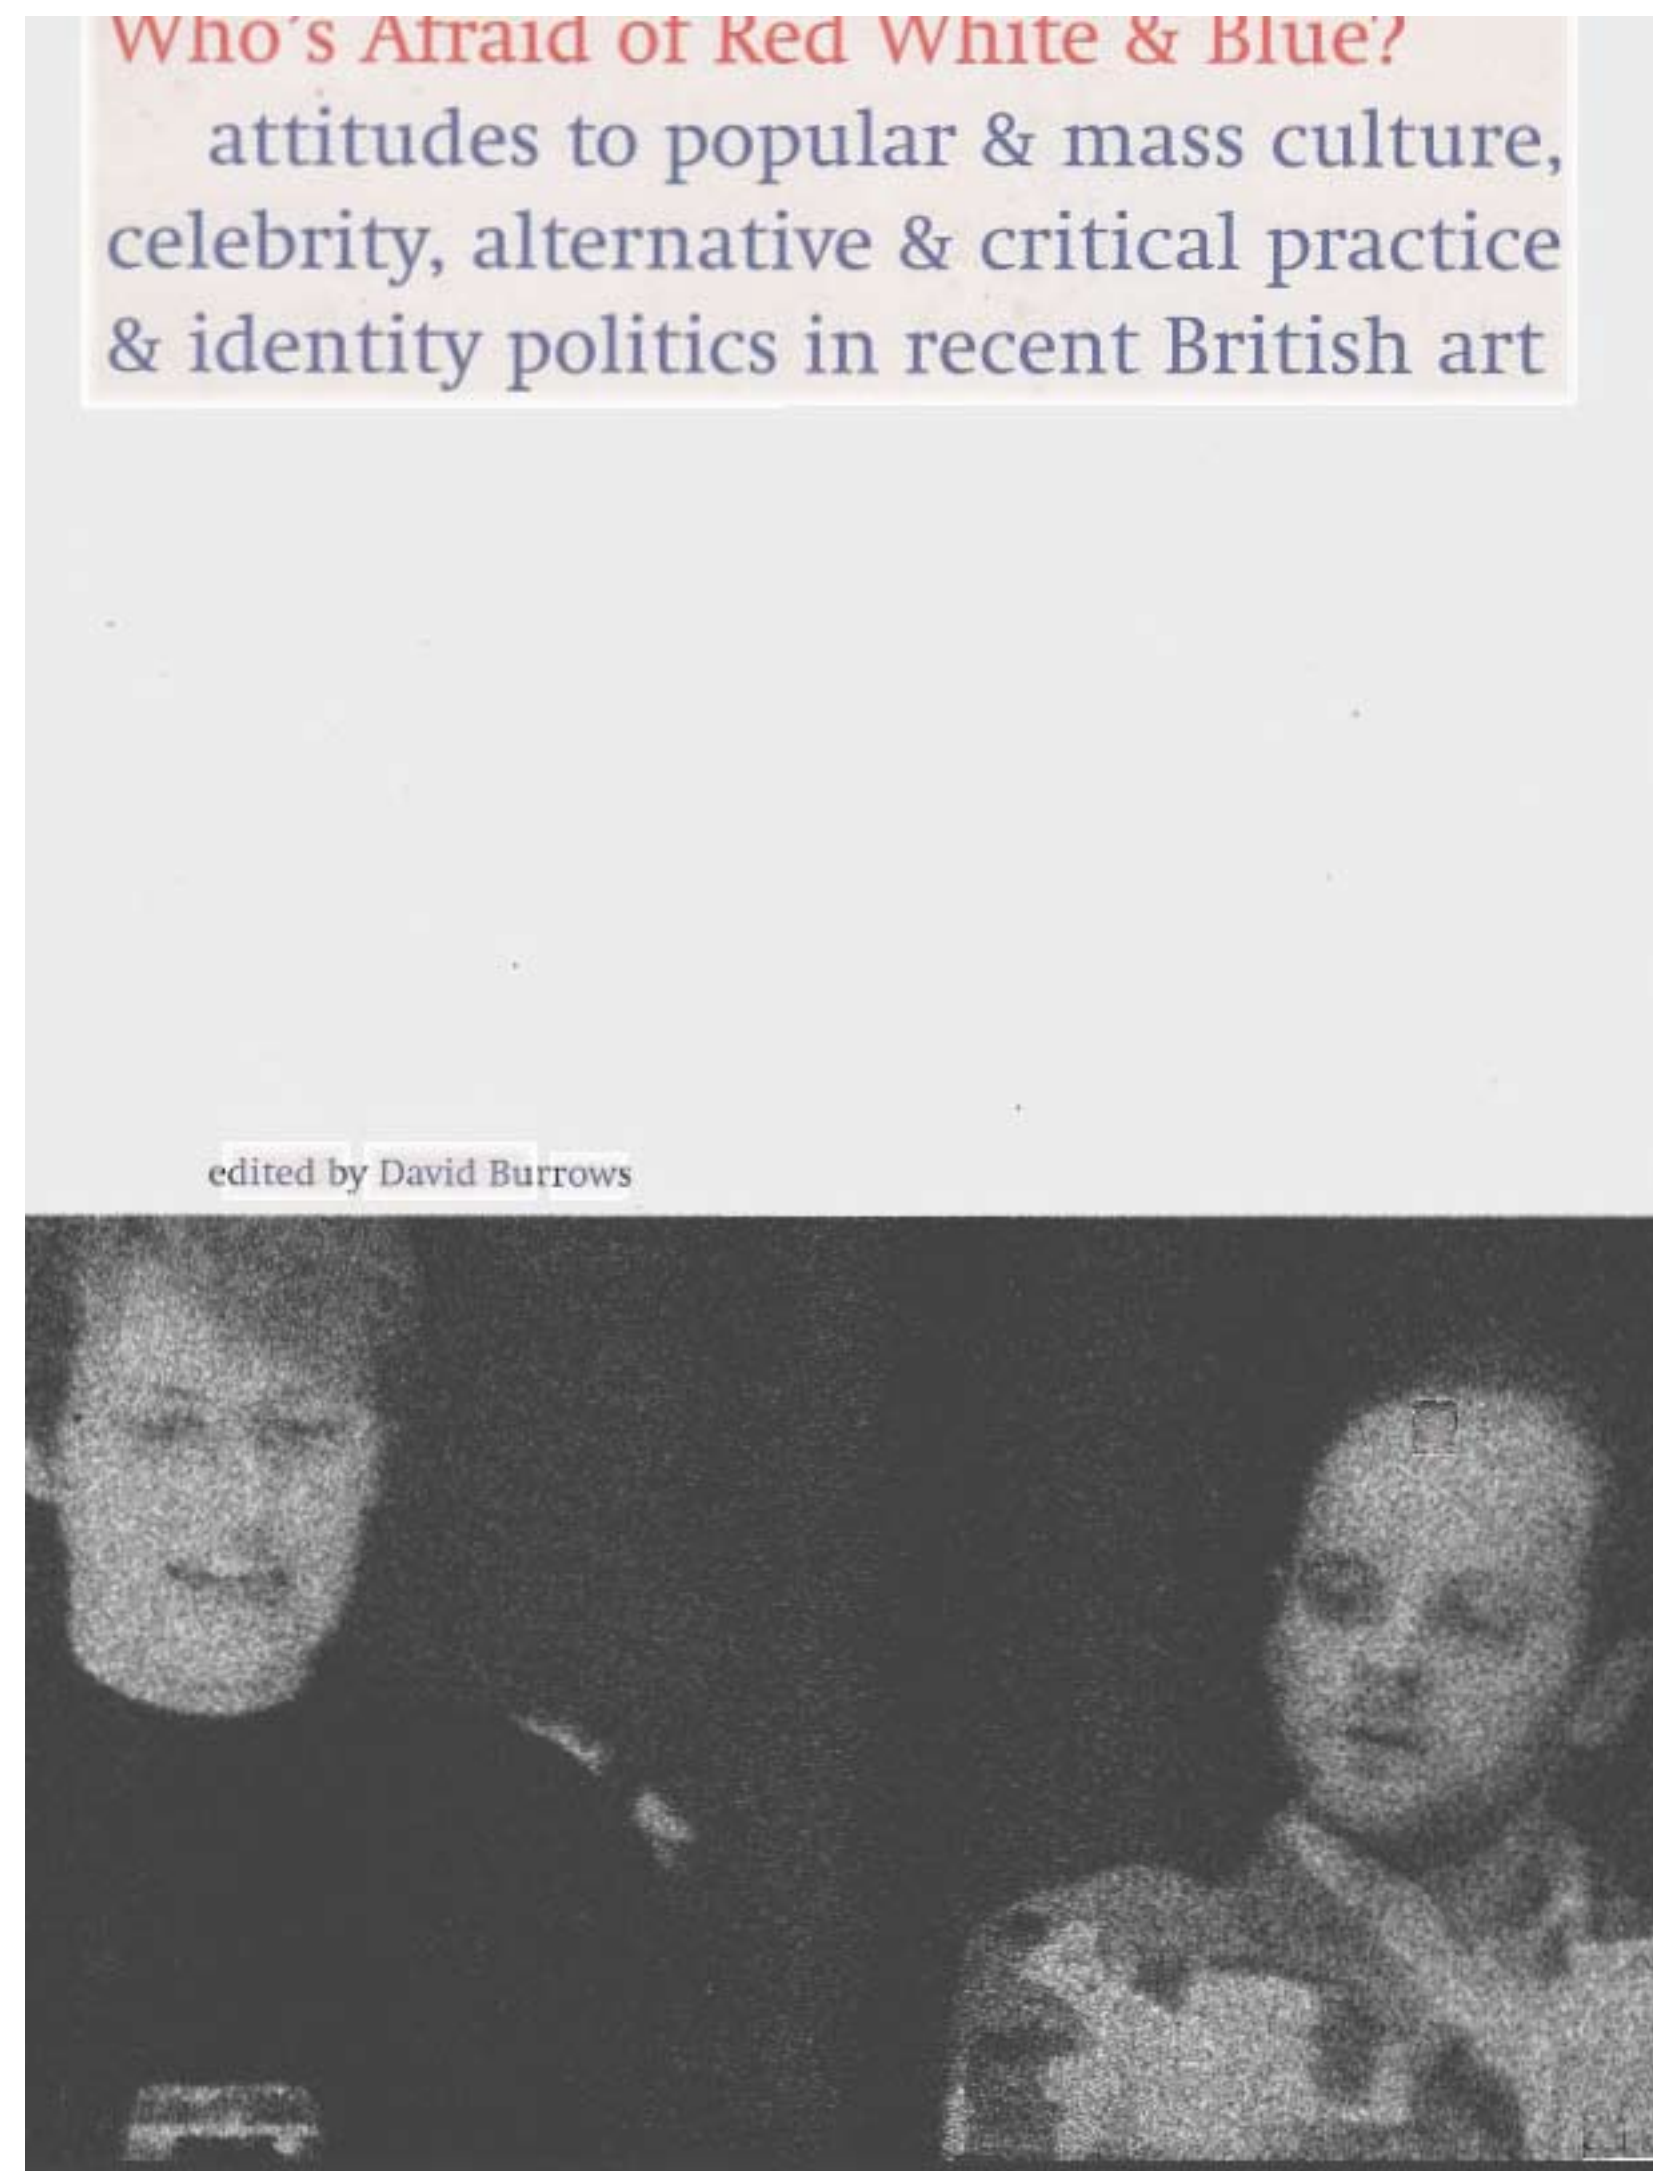 Who's Afraid of Red White & Blue?
attitudes to popular & mass culture,
celebrity, alternative & critical practice
& identity politics in recent British art
edited by David Burrows